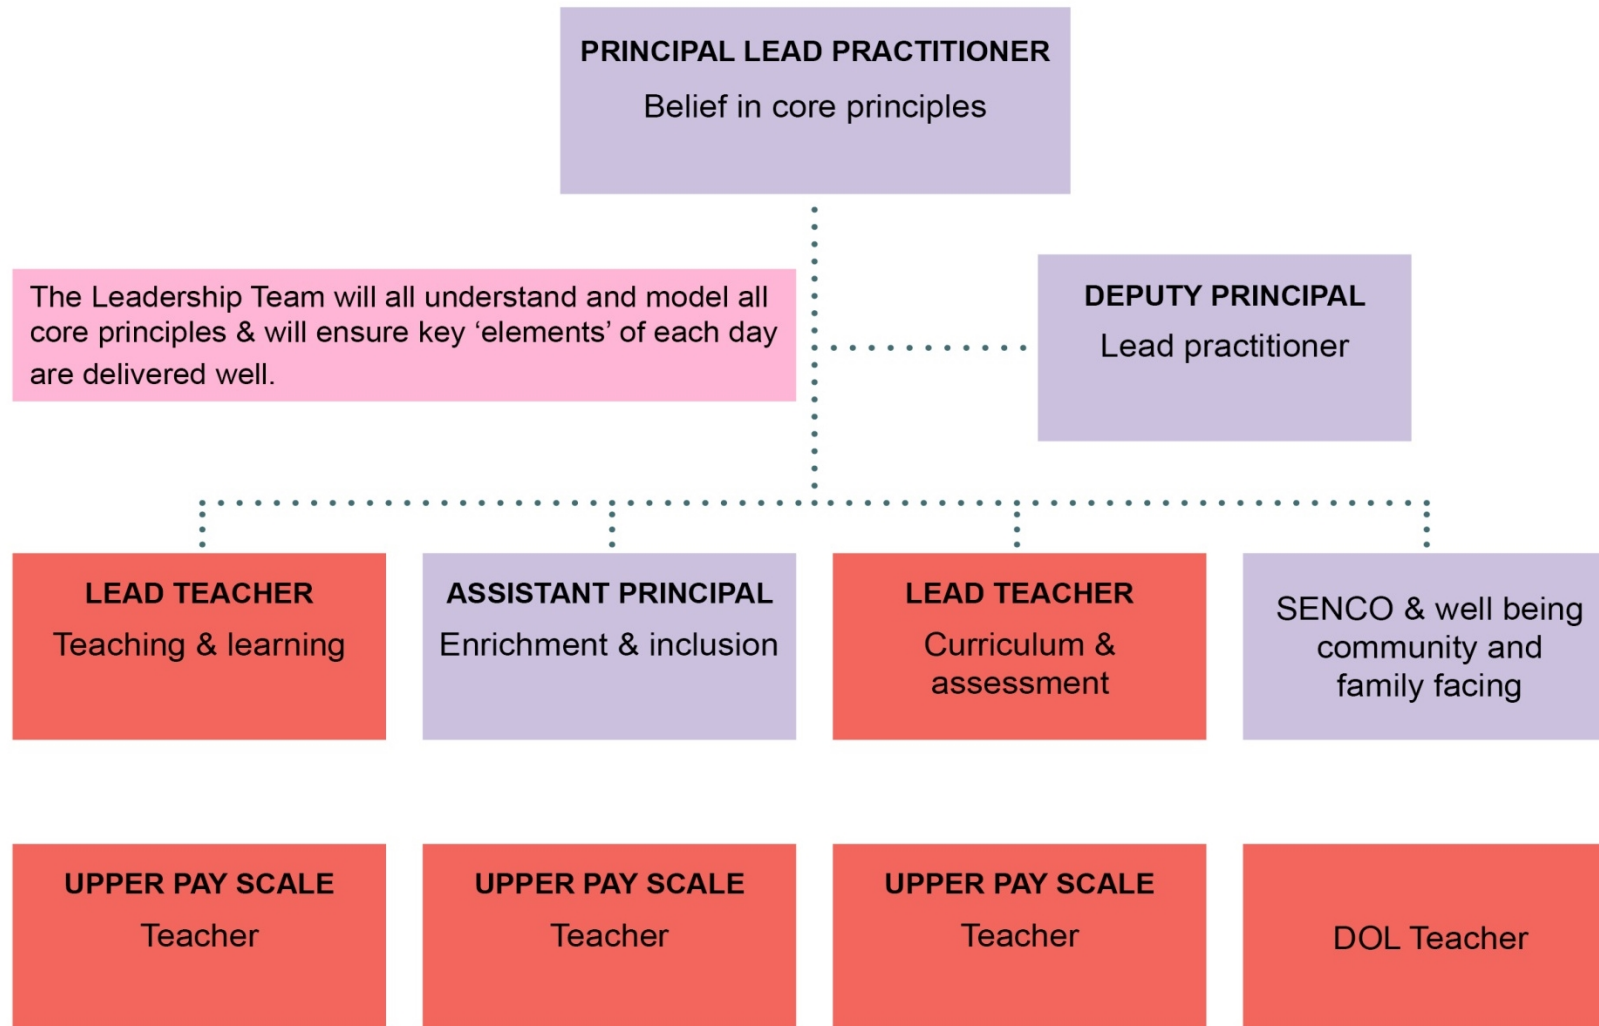 PRINCIPAL LEAD PRACTITIONER
Belief in core principles
The Leadership Team will all understand and model all
core principles & will ensure key ‘elements’ of each day
are delivered well.
DEPUTY PRINCIPAL
Lead practitioner
LEAD TEACHER
Teaching & learning
ASSISTANT PRINCIPAL
Enrichment & inclusion
LEAD TEACHER
Curriculum &
assessment
SENCO & well being
community and
family facing
UPPER PAY SCALE
Teacher
UPPER PAY SCALE
Teacher
UPPER PAY SCALE
Teacher
DOL Teacher